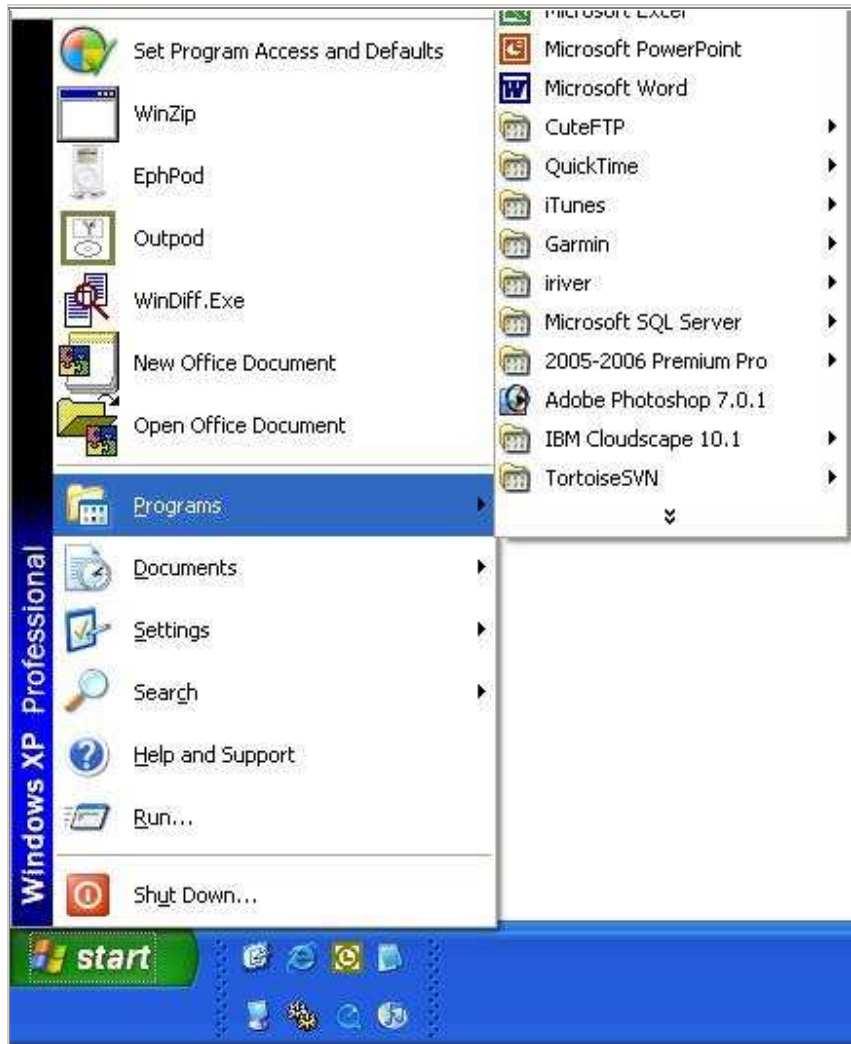 Set Program Access and Defaults
WinZip
EphPod
Outpod
WinDiff.Exe
New Office Document
Open Office Document
Programs
Documents
Settings
Search
Help and Support
Run...
Shut Down...
Windows XP Professional
Microsoft Excel
Microsoft PowerPoint
Microsoft Word
CuteFTP
QuickTime
iTunes
Garmin
iriver
Microsoft SQL Server
2005-2006 Premium Pro
Adobe Photoshop 7.0.1
IBM Cloudscape 10.1
TortoiseSVN
start